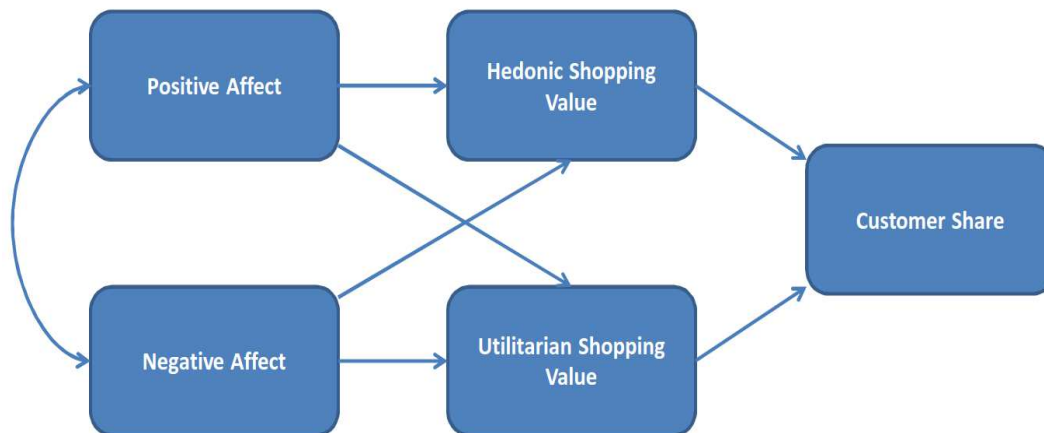 Positive Affect
Hedonic Shopping
Value
Customer Share
Negative Affect
Utilitarian Shopping
Value